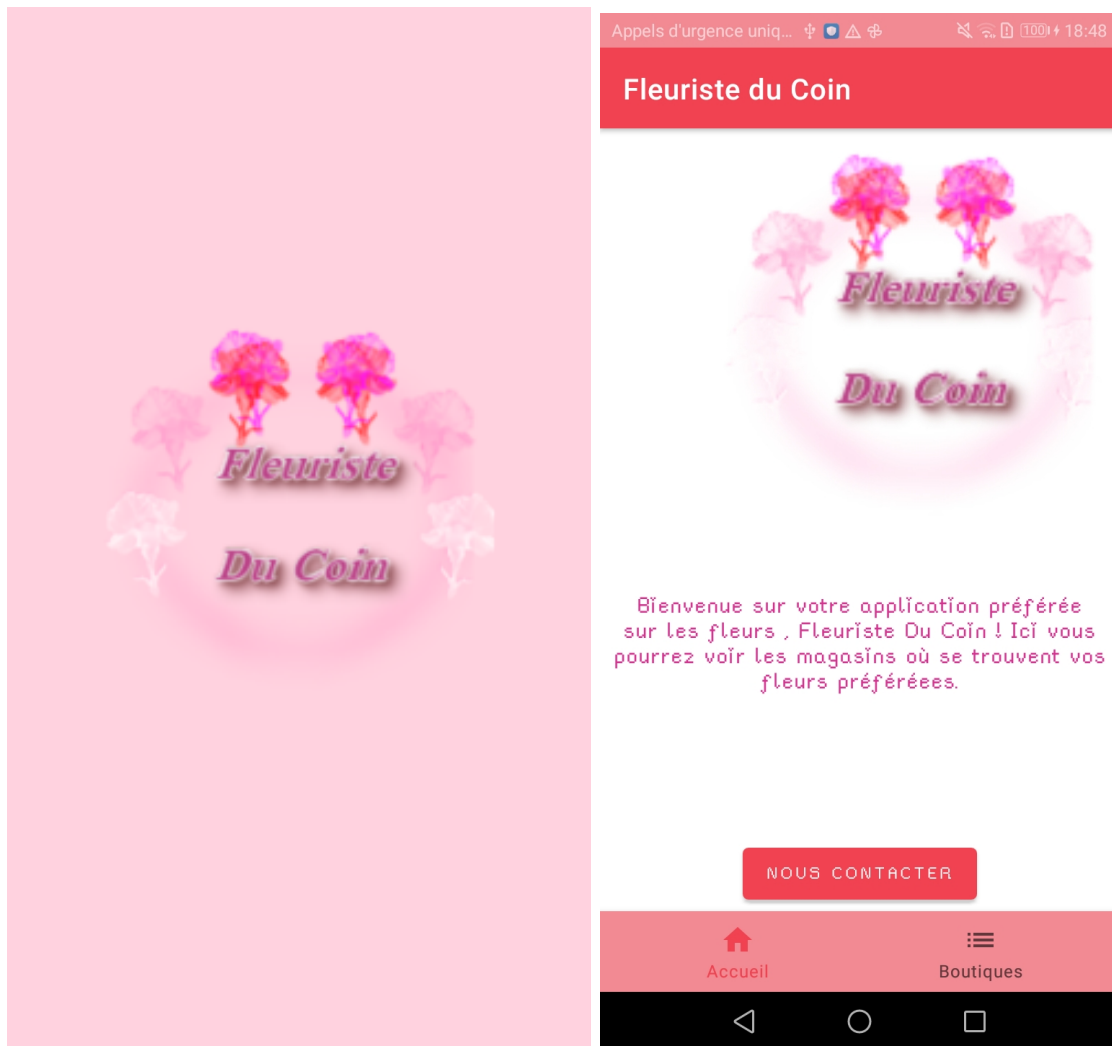 Fleuriste
Du Coin
Appels d'urgence uniq... 100 18:48
Fleuriste du Coin
Fleuriste
Du Coin
Bienvenue sur votre application préférée
sur les fleurs , Fleuriste Du Coin ! Ici vous
pourrez voir les magasins où se trouvent vos
fleurs préféréees.
NOUS CONTACTER
Accueil Boutiques